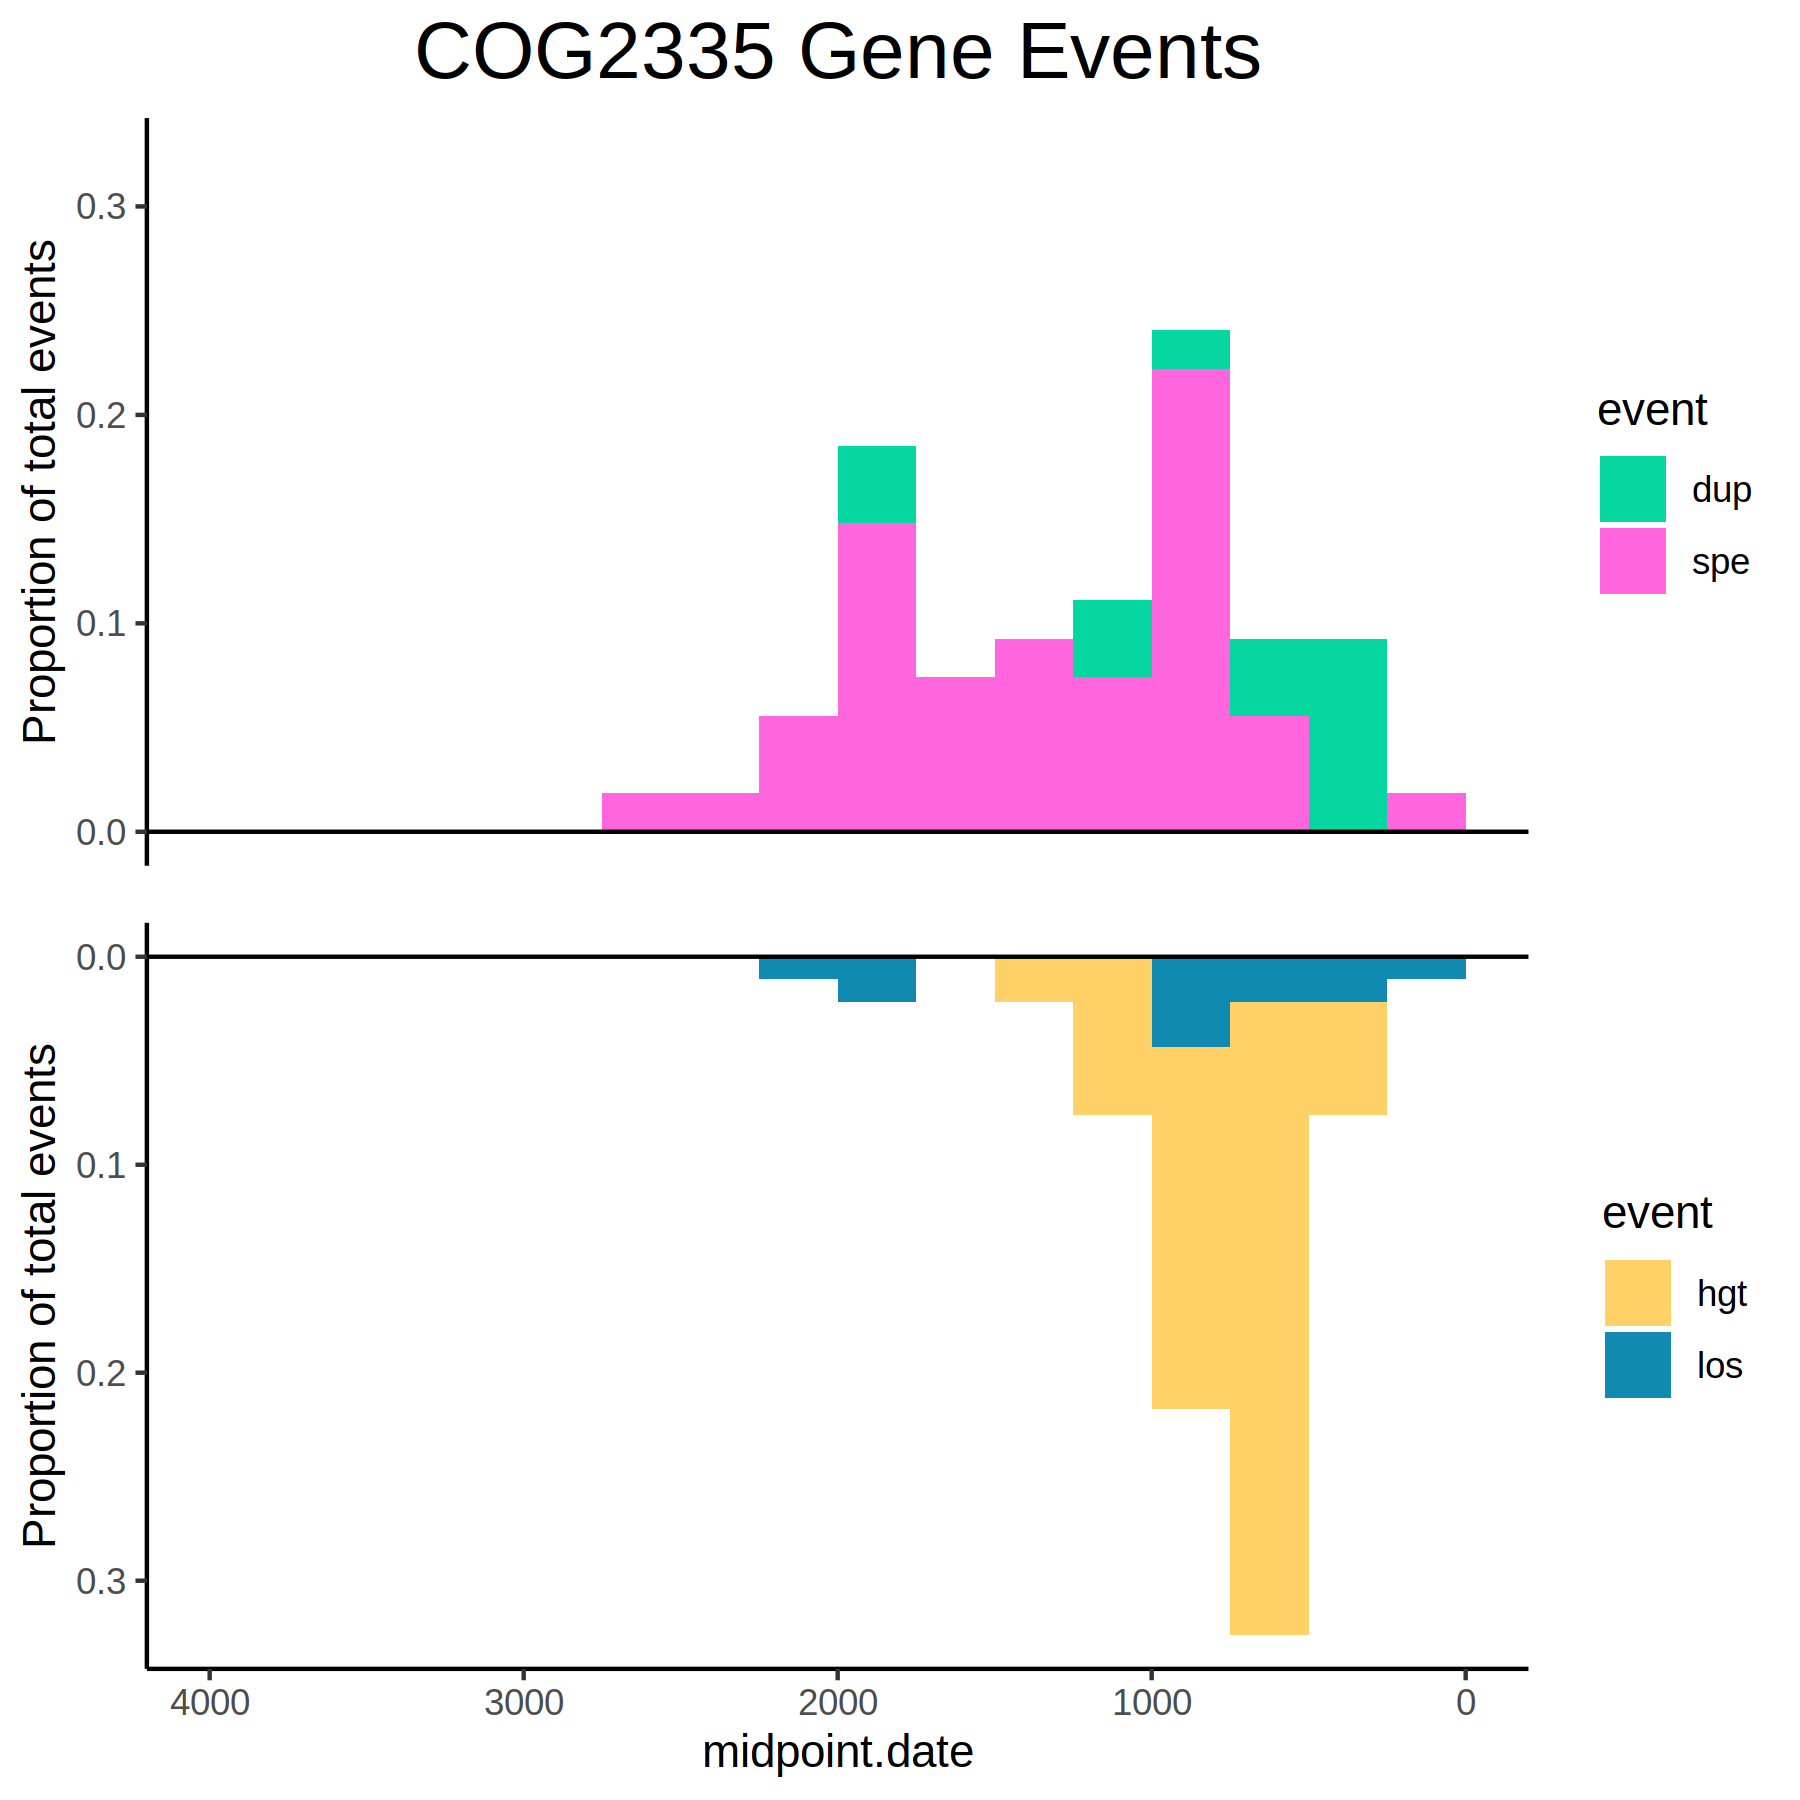 COG2335 Gene Events
Proportion of total events
0.3
0.2
0.1
0.0
event
dup
spe
Proportion of total events
0.0
0.1
0.2
0.3
event
hgt
los
4000 3000 2000 1000 0
midpoint.date